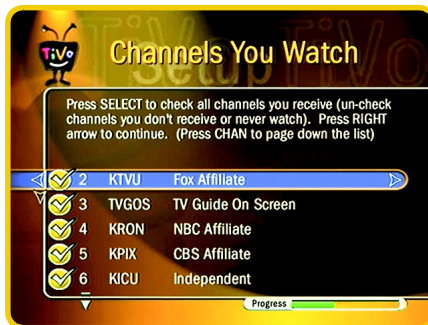 TiVo
Channels You Watch
Setup TiVo
Press SELECT to check all channels you receive (un-check
channels you don't receive or never watch). Press RIGHT
arrow to continue. (Press CHAN to page down the list)
2 KTVU Fox Affiliate
3 TVGOS TV Guide On Screen
4 KRON NBC Affiliate
5 KPIX CBS Affiliate
6 KICU Independent
Progress